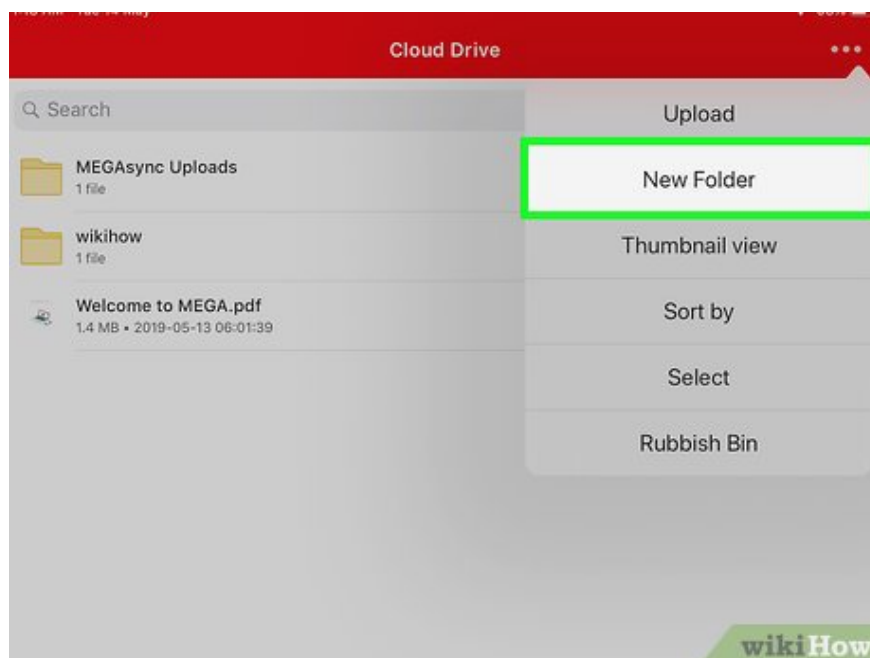 Cloud Drive
Search
MEGAsync Uploads
1 file
wikihow
1 file
Welcome to MEGA.pdf
1.4 MB • 2019-05-13 06:01:39
Upload
New Folder
Thumbnail view
Sort by
Select
Rubbish Bin
wikiHow